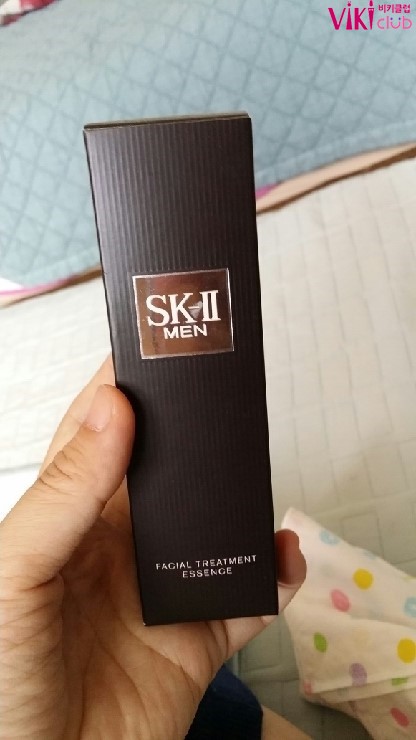 ViKi 비키클럽
club
SK-II
MEN
FACIAL TREATMENT
ESSENCE